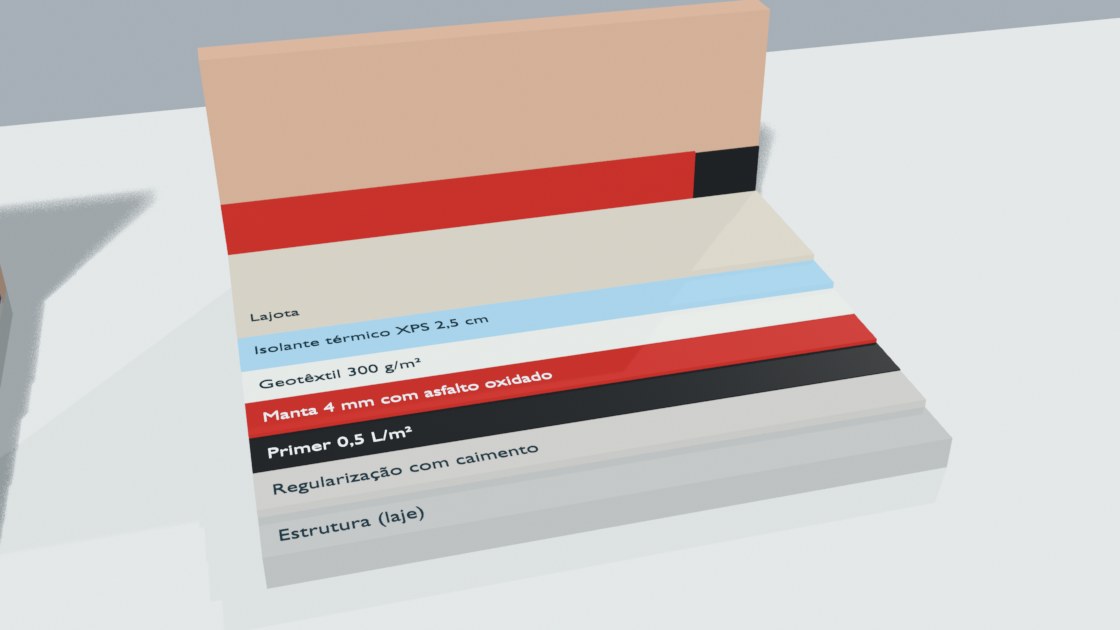 Lajota
Isolante térmico XPS 2,5 cm
Geotêxtil 300 g/m²
Manta 4 mm com asfalto oxidado
Primer 0,5 L/m²
Regularização com caimento
Estrutura (laje)